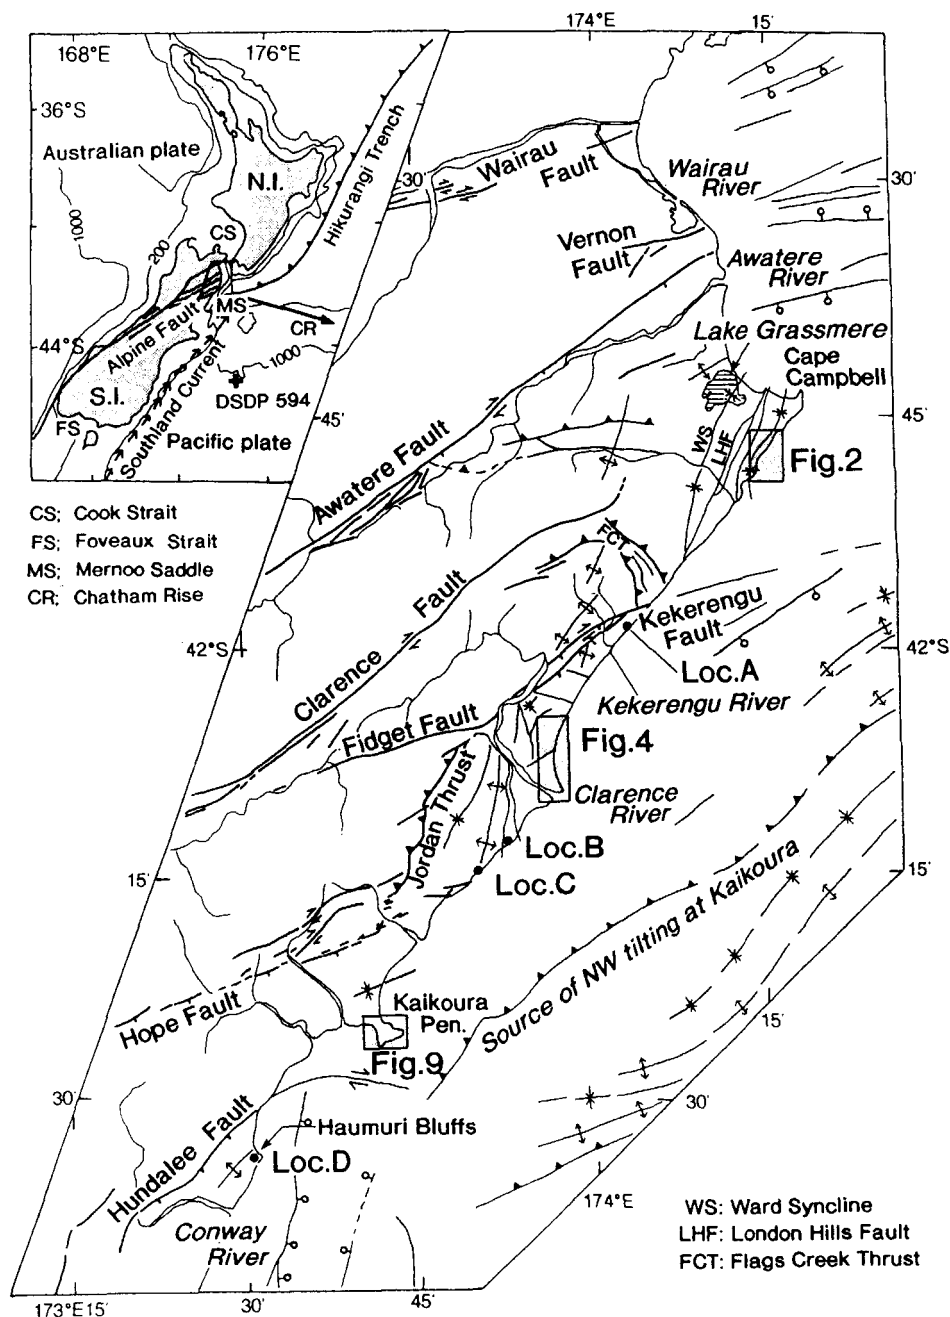 168°E
176°E
36°S
Australian plate
N.I.
Hikurangi Trench
1000
200
CS
MS
Alpine Fault
CR
44°S
1000
S.I.
Southland Current
DSDP 594
FS
Pacific plate
CS; Cook Strait
FS; Foveaux Strait
MS; Mernoo Saddle
CR; Chatham Rise
174°E
15'
30'
30'
Wairau
Fault
Wairau
River
Vernon
Fault
Awatere
River
Lake Grassmere
Cape
Campbell
45'
45'
WS
LHF
Fig.2
Awatere Fault
FCT
Clarence Fault
Kekerengu
Fault
42°S
42°S
Loc.A
Kekerengu River
Fidget Fault
Fig.4
Clarence
River
Jordan Thrust
Loc.B
Loc.C
15'
15'
Source of NW tilting at Kaikoura
Hope Fault
Kaikoura
Pen.
15'
Fig.9
30'
30'
Hundalee Fault
Haumuri Bluffs
Loc.D
174°E
Conway
River
WS: Ward Syncline
LHF: London Hills Fault
FCT: Flags Creek Thrust
173°E15'
30'
45'